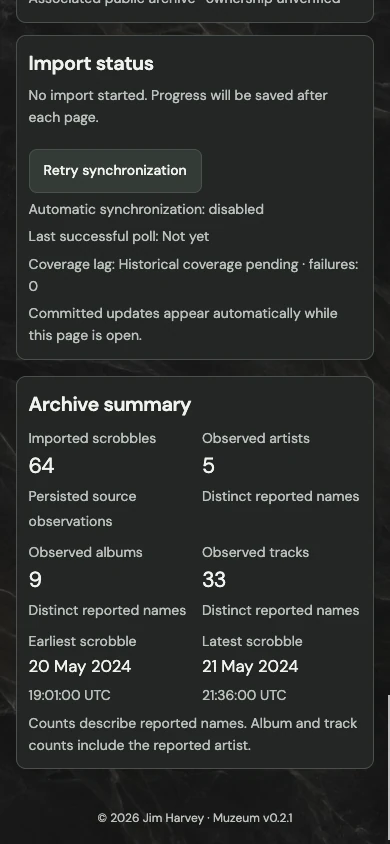 Associated public archive · ownership unverified
Import status
No import started. Progress will be saved after
each page.
Retry synchronization
Automatic synchronization: disabled
Last successful poll: Not yet
Coverage lag: Historical coverage pending · failures:
0
Committed updates appear automatically while
this page is open.
Archive summary
Imported scrobbles
64
Persisted source
observations
Observed artists
5
Distinct reported names
Observed albums
9
Distinct reported names
Observed tracks
33
Distinct reported names
Earliest scrobble
20 May 2024
19:01:00 UTC
Latest scrobble
21 May 2024
21:36:00 UTC
Counts describe reported names. Album and track
counts include the reported artist.
© 2026 Jim Harvey · Muzeum v0.2.1